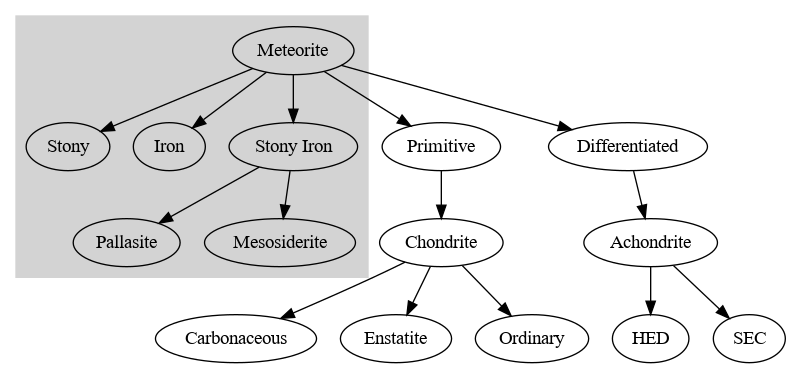 Meteorite
Stony
Iron
Stony Iron
Primitive
Differentiated
Pallasite
Mesosiderite
Chondrite
Achondrite
Carbonaceous
Enstatite
Ordinary
HED
SEC